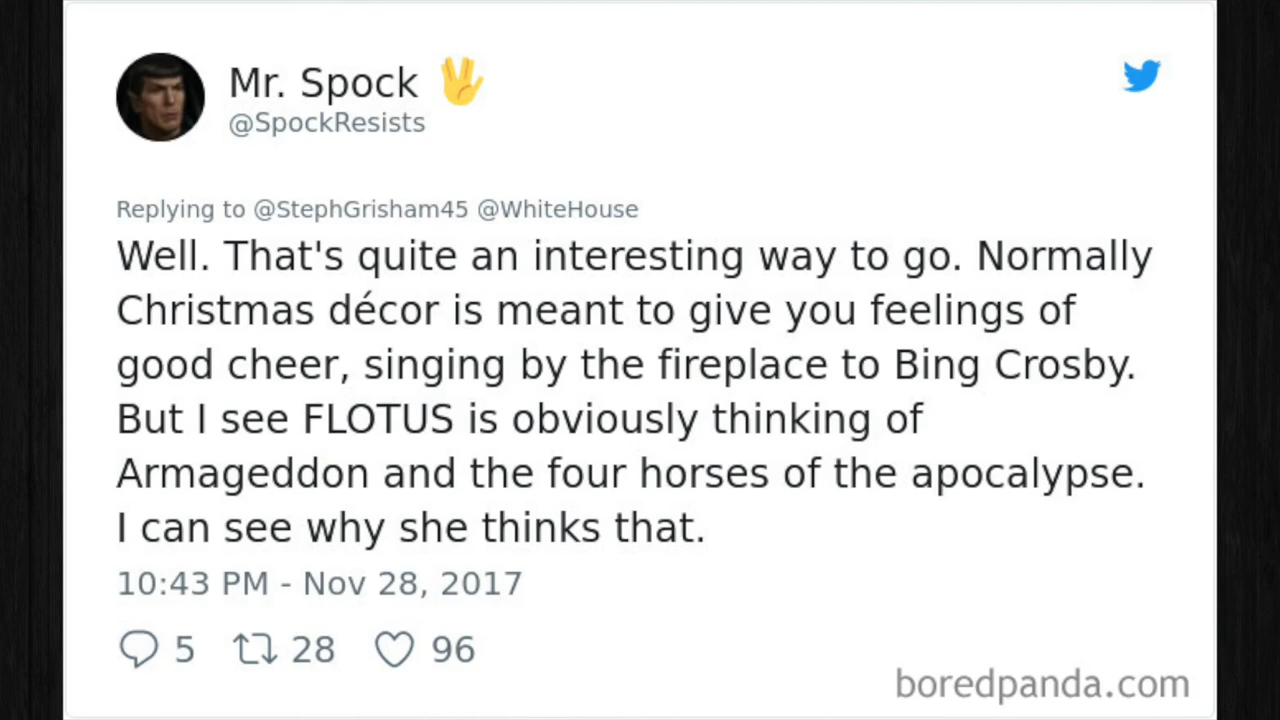 Mr. Spock 🖖
@SpockResists
Replying to @StephGrisham45 @WhiteHouse
Well. That's quite an interesting way to go. Normally
Christmas décor is meant to give you feelings of
good cheer, singing by the fireplace to Bing Crosby.
But I see FLOTUS is obviously thinking of
Armageddon and the four horses of the apocalypse.
I can see why she thinks that.
10:43 PM - Nov 28, 2017
5 28 96
boredpanda.com